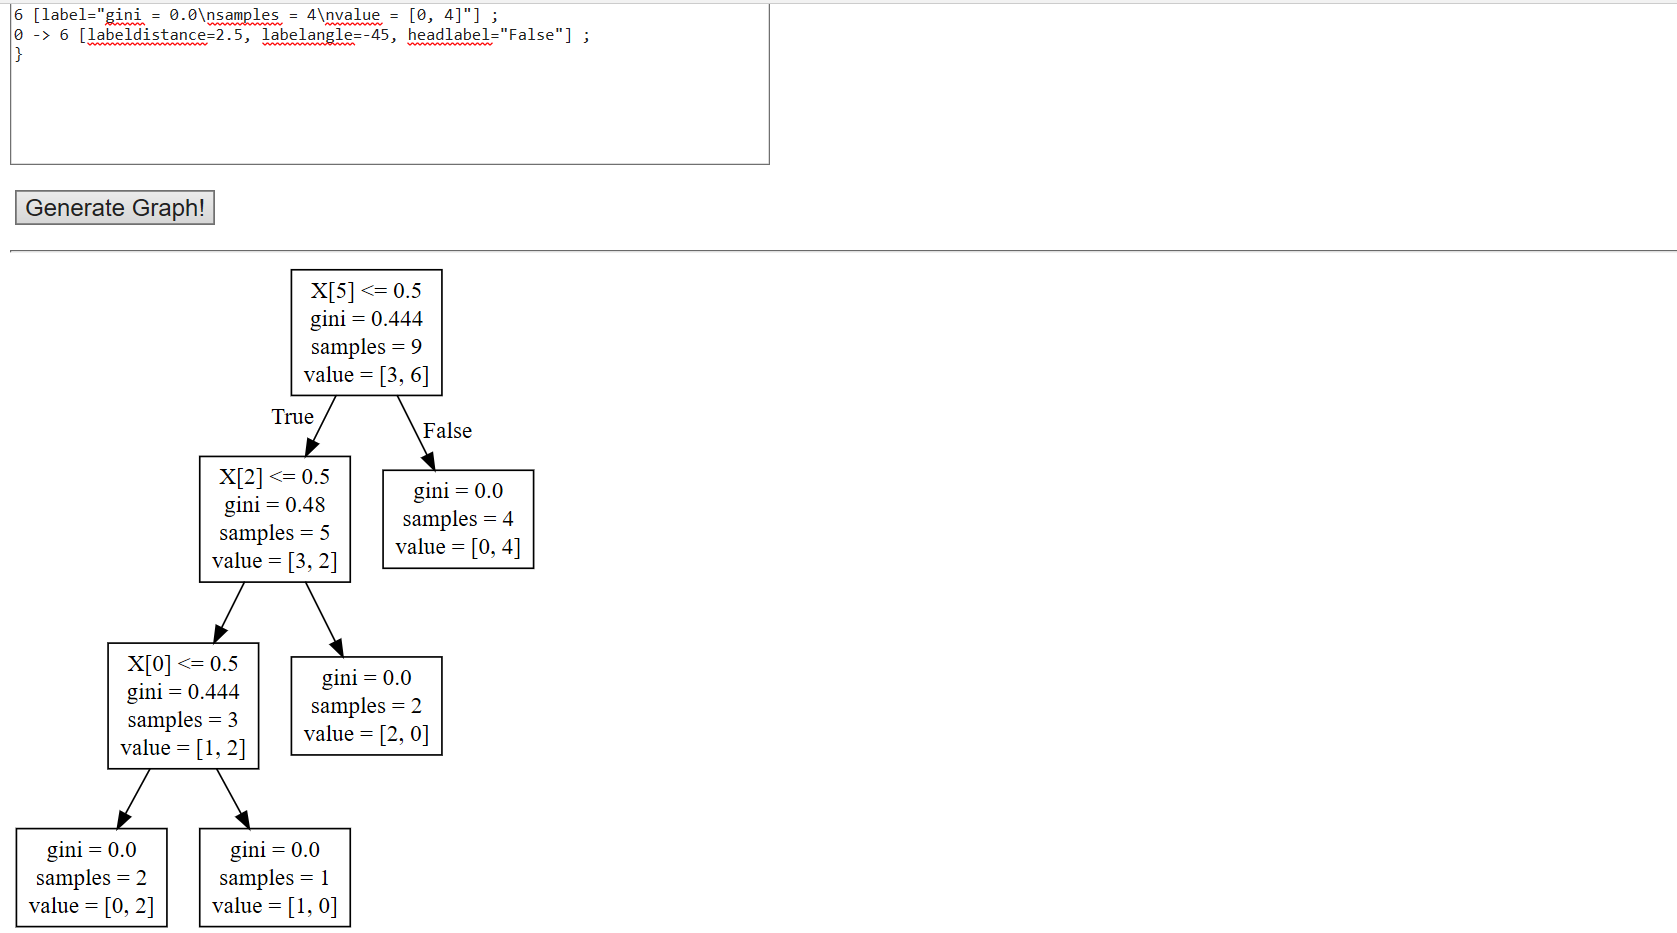 6 [label="gini = 0.0\nsamples = 4\nvalue = [0, 4]"] ;
0 -> 6 [labeldistance=2.5, labelangle=-45, headlabel="False"] ;
}
Generate Graph!
X[5] <= 0.5
gini = 0.444
samples = 9
value = [3, 6]
True
False
X[2] <= 0.5
gini = 0.48
samples = 5
value = [3, 2]
gini = 0.0
samples = 4
value = [0, 4]
X[0] <= 0.5
gini = 0.444
samples = 3
value = [1, 2]
gini = 0.0
samples = 2
value = [2, 0]
gini = 0.0
samples = 2
value = [0, 2]
gini = 0.0
samples = 1
value = [1, 0]